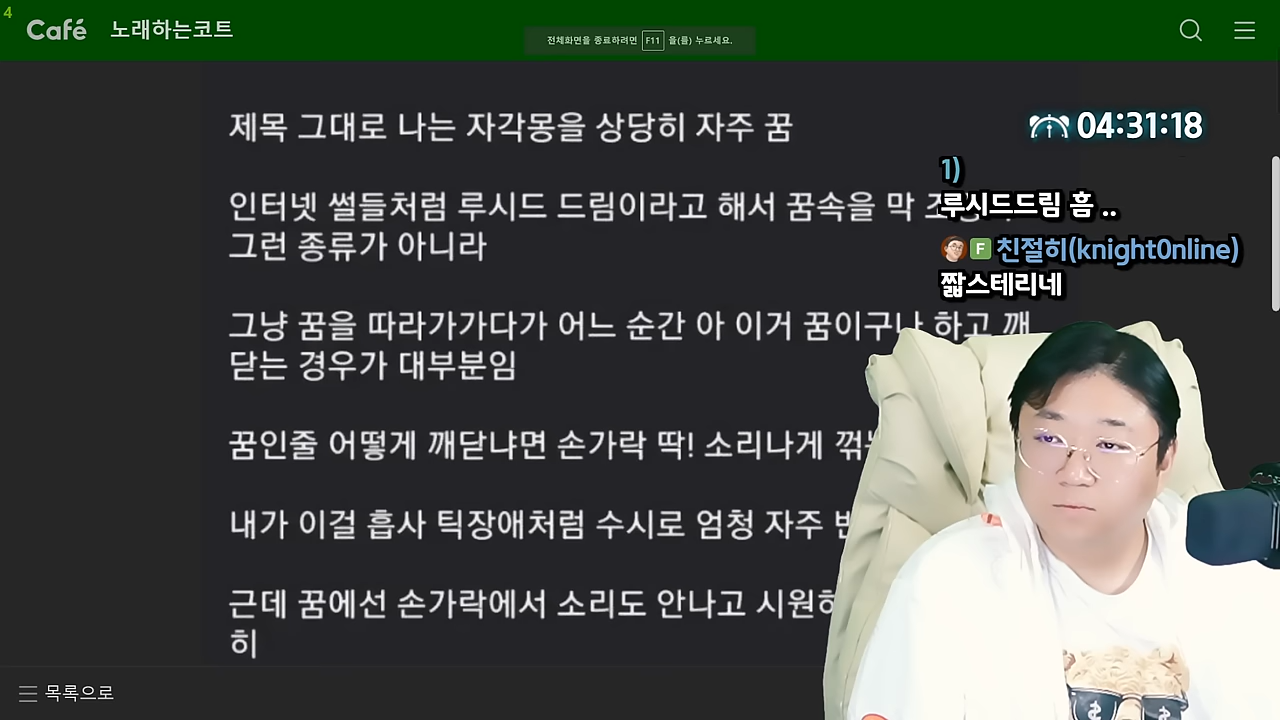 4
Café 노래하는코트
전체화면을 종료하려면 F11 을(를) 누르세요.
제목 그대로 나는 자각몽을 상당히 자주 꿈
04:31:18
1)
인터넷 썰들처럼 루시드 드림이라고 해서 꿈속을 막
루시드드림 흠 ..
그런 종류가 아니라
F 친절히(knight0nline)
짧스테리네
그냥 꿈을 따라가가다가 어느 순간 아 이거 꿈이구나 하고 깨
닫는 경우가 대부분임
꿈인줄 어떻게 깨닫냐면 손가락 딱! 소리나게
내가 이걸 흡사 틱장애처럼 수시로 엄청 자주
근데 꿈에선 손가락에서 소리도 안나고
히
목록으로